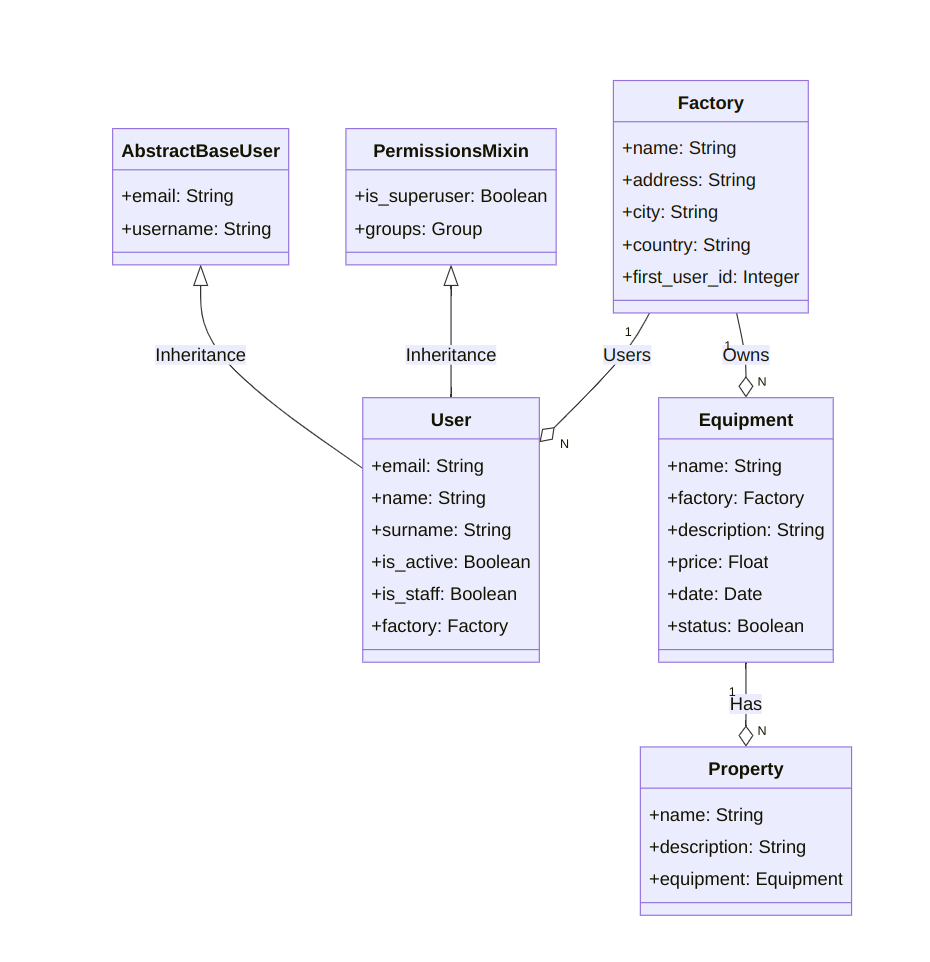 AbstractBaseUser
+email: String
+username: String
PermissionsMixin
+is_superuser: Boolean
+groups: Group
Factory
+name: String
+address: String
+city: String
+country: String
+first_user_id: Integer
Inheritance
Inheritance
1
Users
N
1
Owns
N
User
+email: String
+name: String
+surname: String
+is_active: Boolean
+is_staff: Boolean
+factory: Factory
Equipment
+name: String
+factory: Factory
+description: String
+price: Float
+date: Date
+status: Boolean
1
Has
N
Property
+name: String
+description: String
+equipment: Equipment